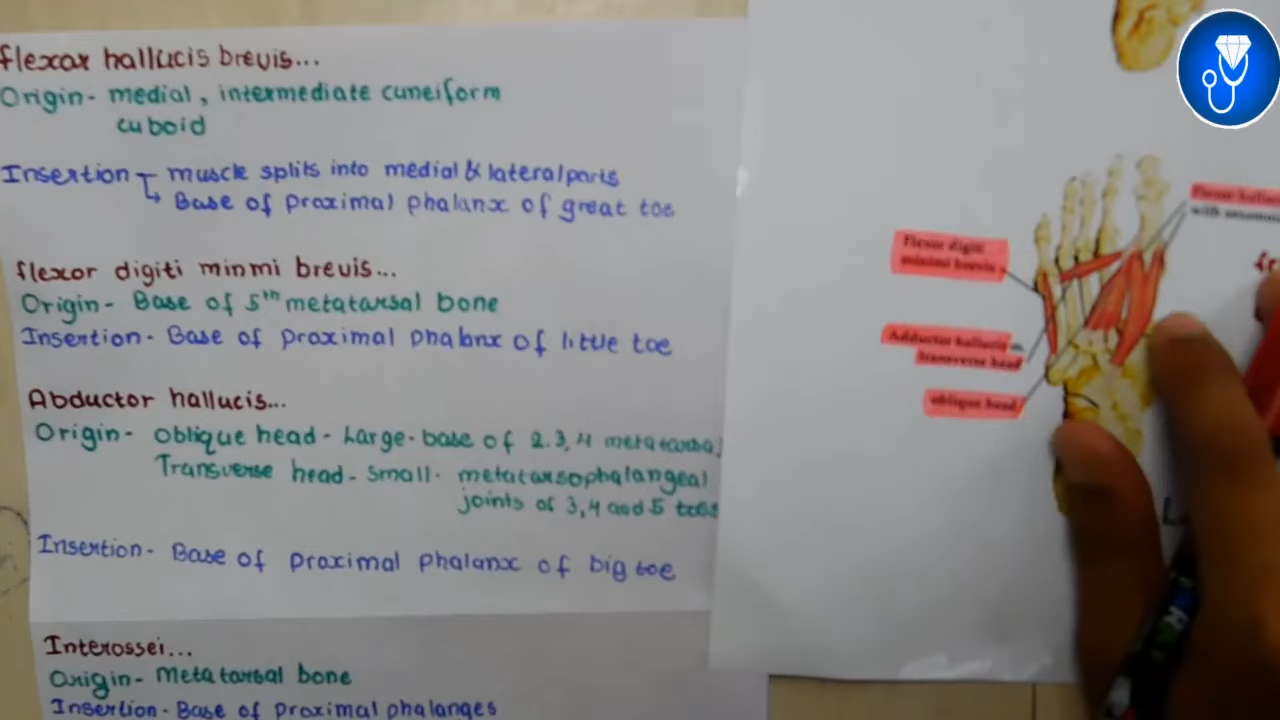 flexor hallucis brevis...
Origin- medial, intermediate cuneiform
cuboid
Insertion muscle splits into medial & lateral parts
Base of proximal phalanx of great toe
flexor digiti minmi brevis...
Origin- Base of 5th metatarsal bone
Insertion- Base of proximal phalanx of little toe
Abductor hallucis...
Origin- oblique head- Large- base of 2.3,4 metatarsal
Transverse head- small- metatarsophalangeal
joints of 3,4 and 5 toes
Insertion- Base of proximal phalanx of big toe
Interossei...
Origin- Metatarsal bone
Insertion- Base of proximal phalanges
Flexor digiti
minimi brevis
Adductor hallucis
transverse head
oblique head